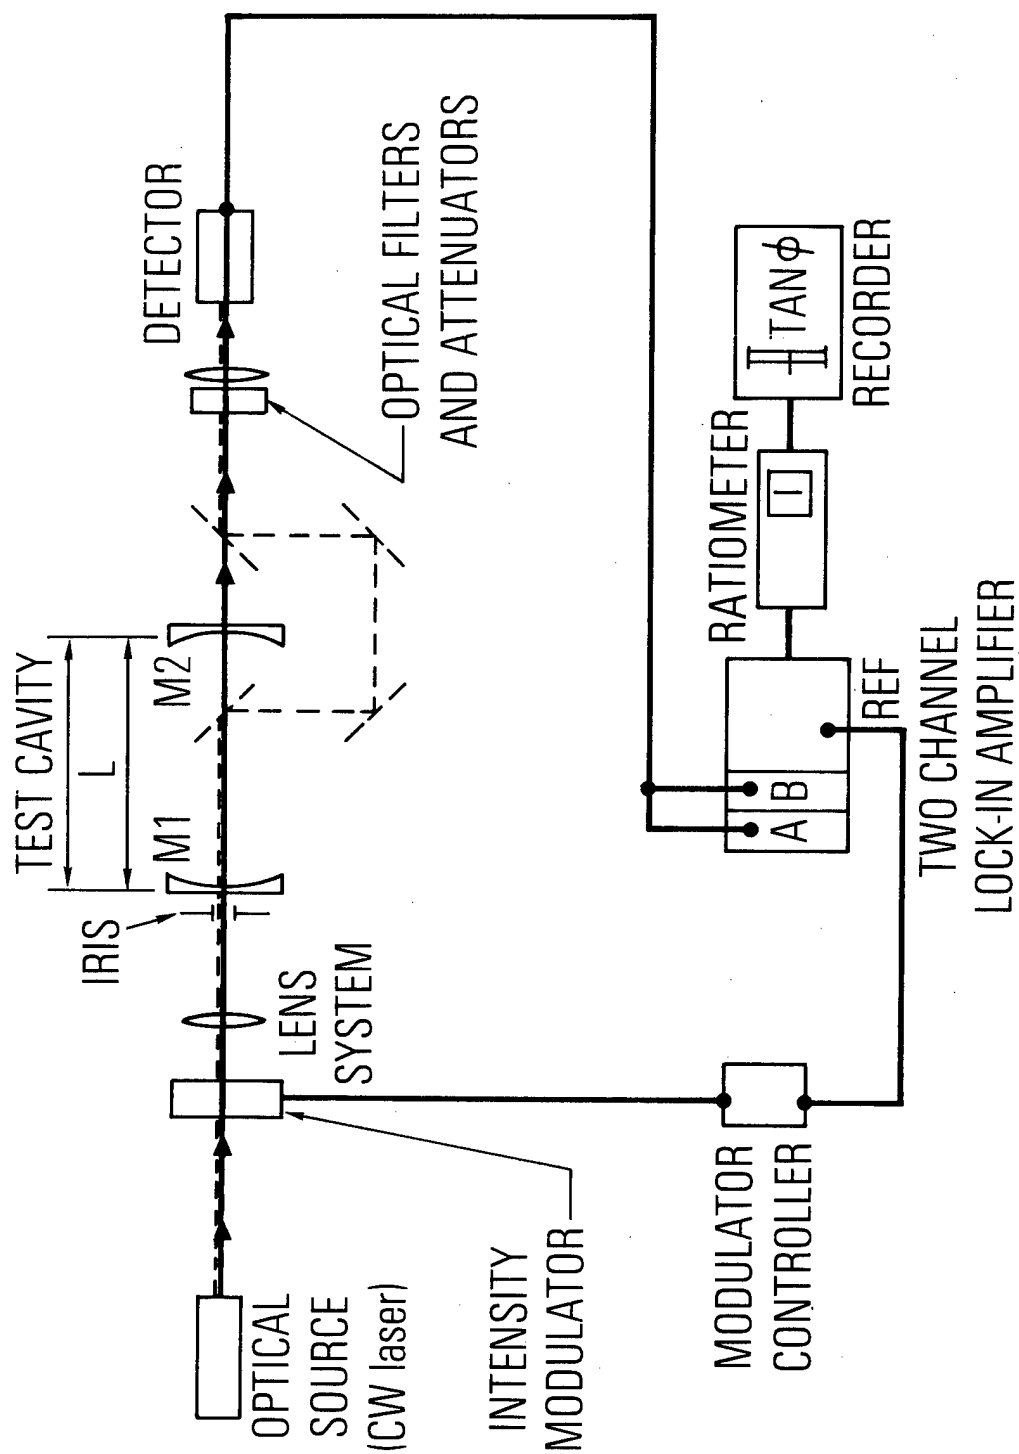 TEST CAVITY
L
M1
M2
IRIS
LENS
SYSTEM
OPTICAL
SOURCE
(CW laser)
INTENSITY
MODULATOR
DETECTOR
OPTICAL FILTERS
AND ATTENUATORS
MODULATOR
CONTROLLER
A
B
REF
TWO CHANNEL
LOCK-IN AMPLIFIER
RATIOMETER
TAN ϕ
RECORDER